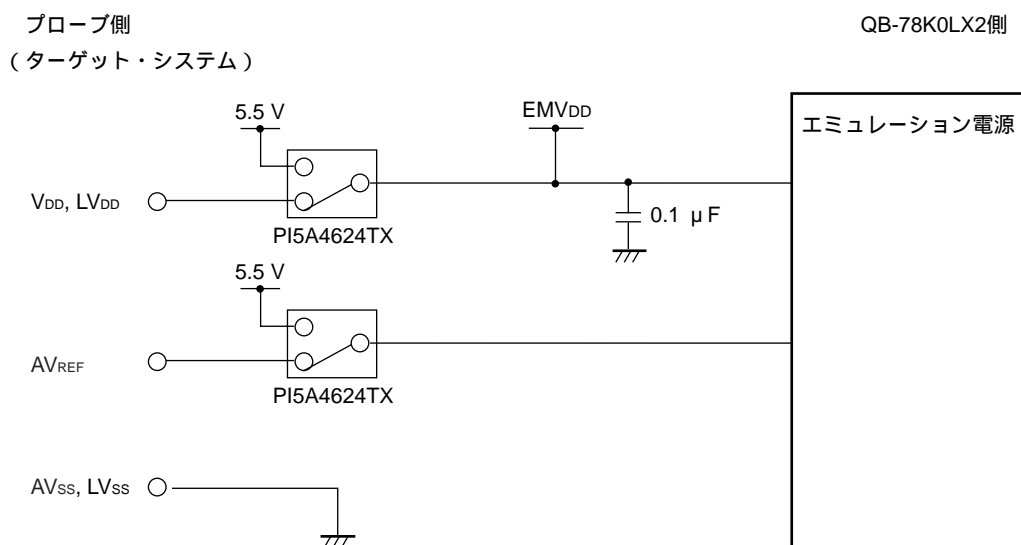 プローブ側
QB-78K0LX2側
（ターゲット・システム）
5.5 V
EMVDD
エミュレーション電源
VDD, LVDD
0.1 μF
PI5A4624TX
5.5 V
AVREF
PI5A4624TX
AVSS, LVSS